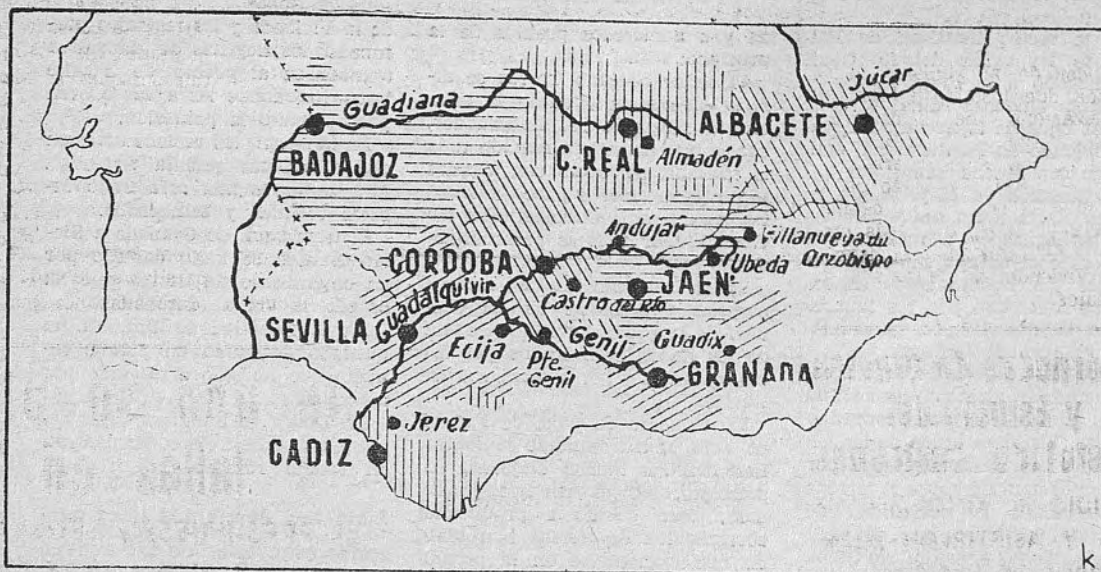 Guadiana
Júcar
ALBACETE
BADAJOZ
C. REAL
Almadén
Andújar
Villanueva du
Orzobispo
CORDOBA
Ubeda
JAEN
Castro del Río
Guadalquivir
SEVILLA
Ecija
Genil
Guadix
Pte.
Genil
GRANADA
Jerez
CADIZ
k